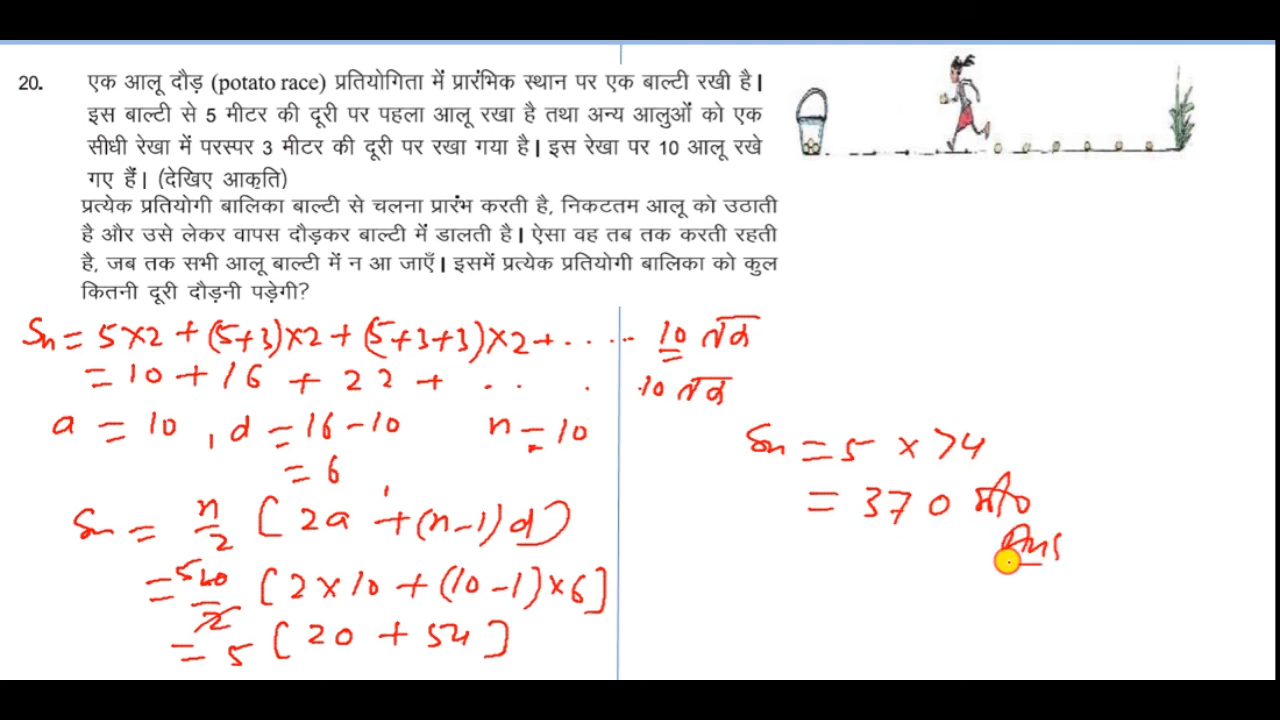 20. एक आलू दौड़ (potato race) प्रतियोगिता में प्रारंभिक स्थान पर एक बाल्टी रखी है।
इस बाल्टी से 5 मीटर की दूरी पर पहला आलू रखा है तथा अन्य आलुओं को एक
सीधी रेखा में परस्पर 3 मीटर की दूरी पर रखा गया है। इस रेखा पर 10 आलू रखे
गए हैं। (देखिए आकृति)
प्रत्येक प्रतियोगी बालिका बाल्टी से चलना प्रारंभ करती है, निकटतम आलू को उठाती
है और उसे लेकर वापस दौड़कर बाल्टी में डालती है। ऐसा वह तब तक करती रहती
है, जब तक सभी आलू बाल्टी में न आ जाएँ। इसमें प्रत्येक प्रतियोगी बालिका को कुल
कितनी दूरी दौड़नी पड़ेगी?
Sn = 5×2 + (5+3)×2 + (5+3+3)×2 + ..... 10 तक
= 10 + 16 + 22 + . . . 10 तक
a = 10, d = 16-10 n = 10
= 6
Sn = n/2 [2a + (n-1)d]
= 10/2 [2×10 + (10-1)×6]
= 5 [20 + 54]
Sn = 5 × 74
= 370 मी०
Ans